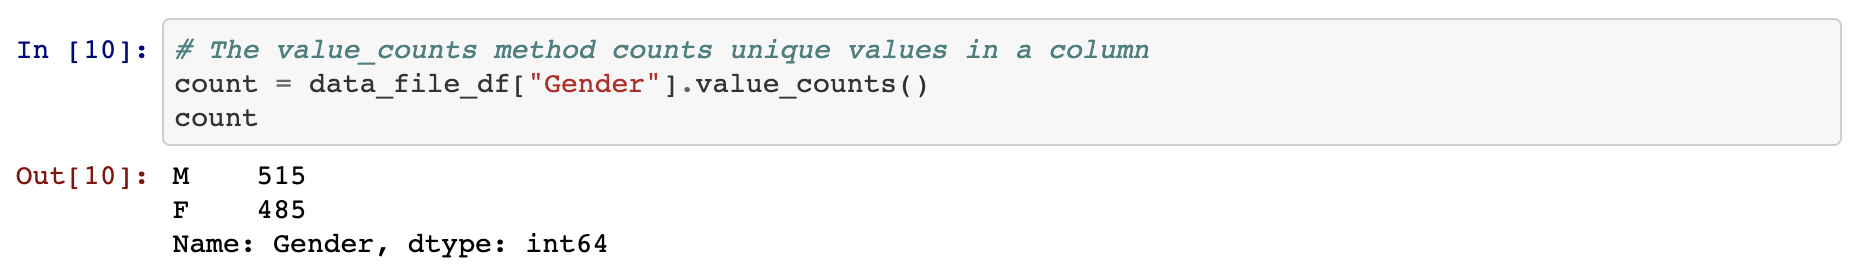 In [10]: # The value_counts method counts unique values in a column
count = data_file_df["Gender"].value_counts()
count
Out[10]: M    515
F    485
Name: Gender, dtype: int64